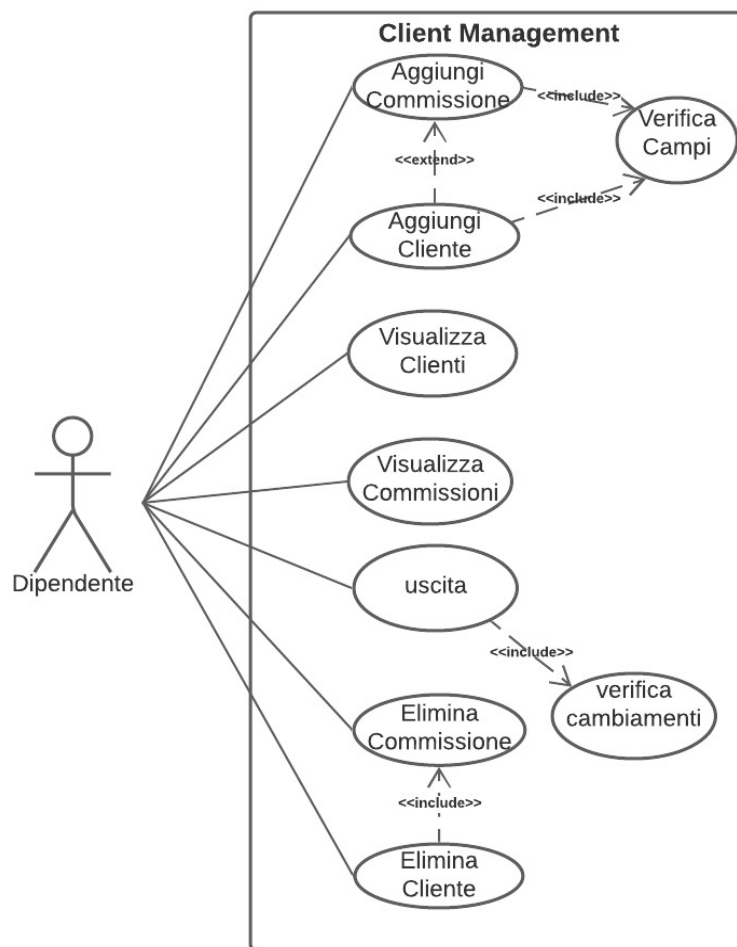 Client Management
Aggiungi
Commissione
<<include>>
Verifica
Campi
<<extend>>
<<include>>
Aggiungi
Cliente
Visualizza
Clienti
Visualizza
Commissioni
Dipendente
uscita
<<include>>
verifica
cambiamenti
Elimina
Commissione
<<include>>
Elimina
Cliente